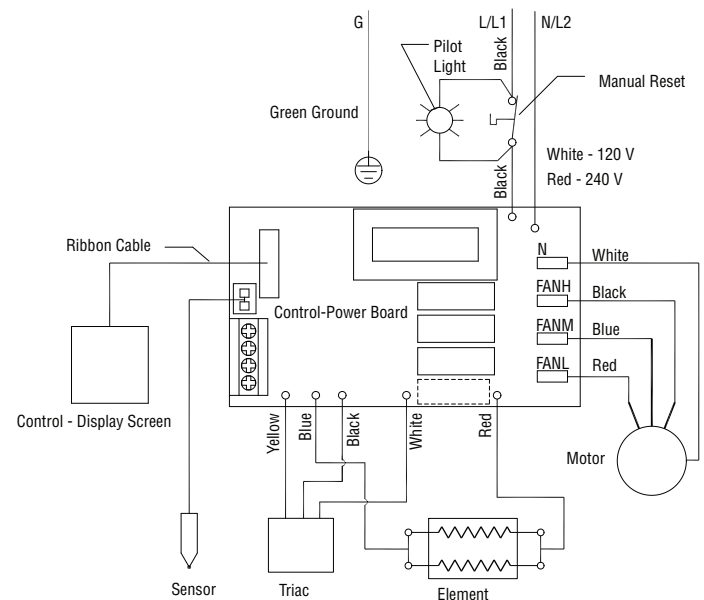 G
L/L1
N/L2
Black
Pilot
Light
Manual Reset
Green Ground
White - 120 V
Red - 240 V
Black
Ribbon Cable
N
White
FANH
Black
Control-Power Board
FANM
Blue
FANL
Red
Control - Display Screen
Yellow
Blue
Black
White
Red
Motor
Sensor
Triac
Element